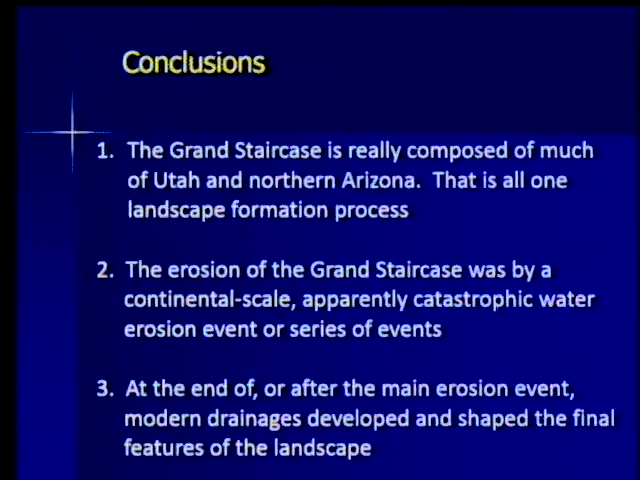 Conclusions
1. The Grand Staircase is really composed of much
of Utah and northern Arizona. That is all one
landscape formation process
2. The erosion of the Grand Staircase was by a
continental-scale, apparently catastrophic water
erosion event or series of events
3. At the end of, or after the main erosion event,
modern drainages developed and shaped the final
features of the landscape